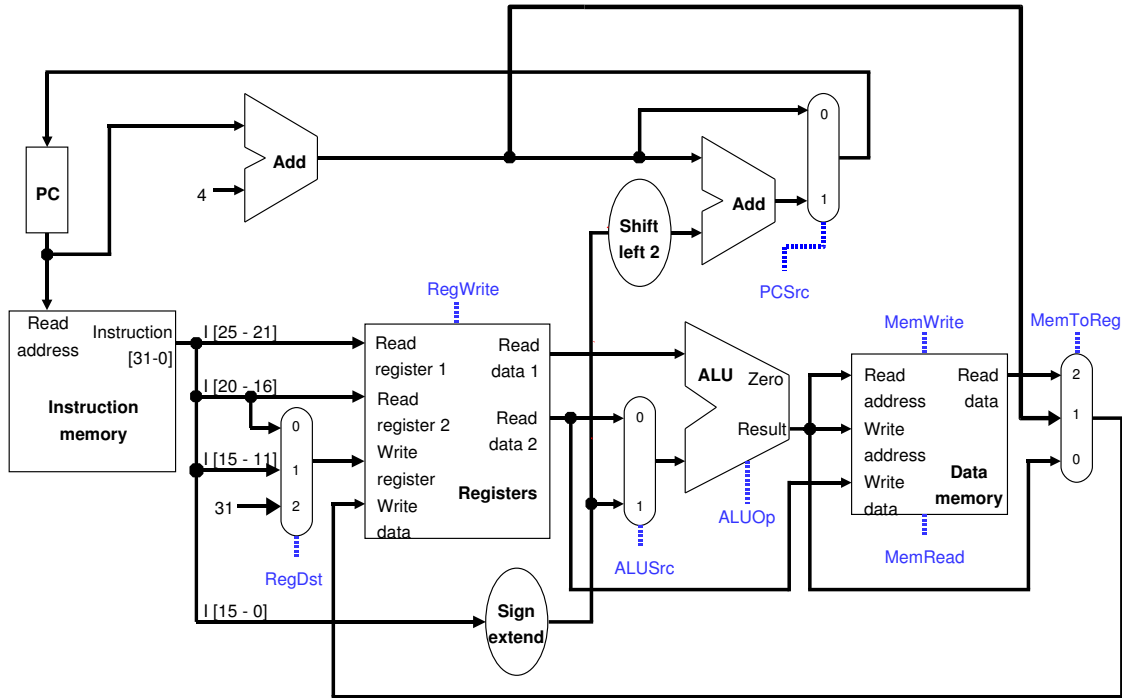 0
Add
PC
4
Add
1
Shift
left 2
PCSrc
RegWrite
Read
address
Instruction
[31-0]
Instruction
memory
I [25 - 21]
I [20 - 16]
I [15 - 11]
I [15 - 0]
0
1
2
31
RegDst
Read
register 1
Read
register 2
Write
register
Write
data
Read
data 1
Read
data 2
Registers
0
1
ALUSrc
ALU
Zero
Result
ALUOp
MemWrite
Read
address
Write
address
Write
data
Read
data
Data
memory
MemRead
MemToReg
2
1
0
Sign
extend